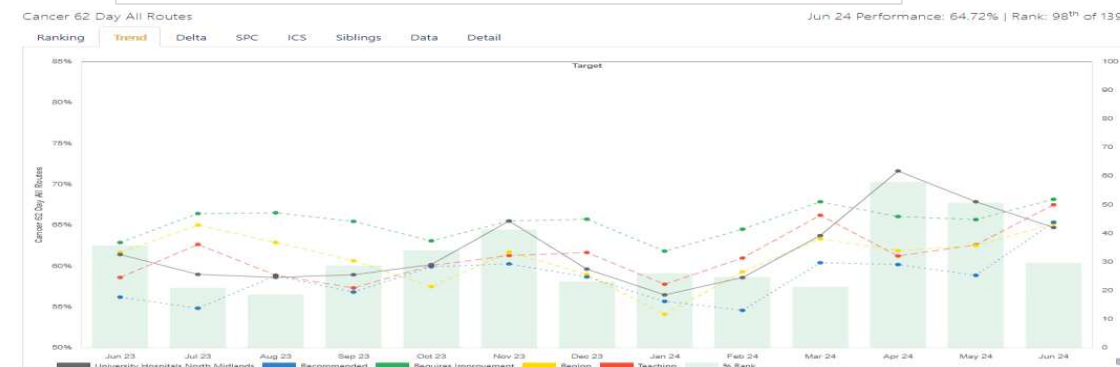 Cancer 62 Day All Routes
Jun 24 Performance: 64.72% | Rank: 98th of 139
Ranking Trend Delta SPC ICS Siblings Data Detail
85%
Target
100
90
80%
80
75%
70
70%
60
65%
50
40
60%
30
20
55%
10
50%
0
Cancer 62 Day All Routes
Jun 23 Jul 23 Aug 23 Sep 23 Oct 23 Nov 23 Dec 23 Jan 24 Feb 24 Mar 24 Apr 24 May 24 Jun 24
University Hospitals North Midlands Recommended Requires Improvement Region Teaching % Rank